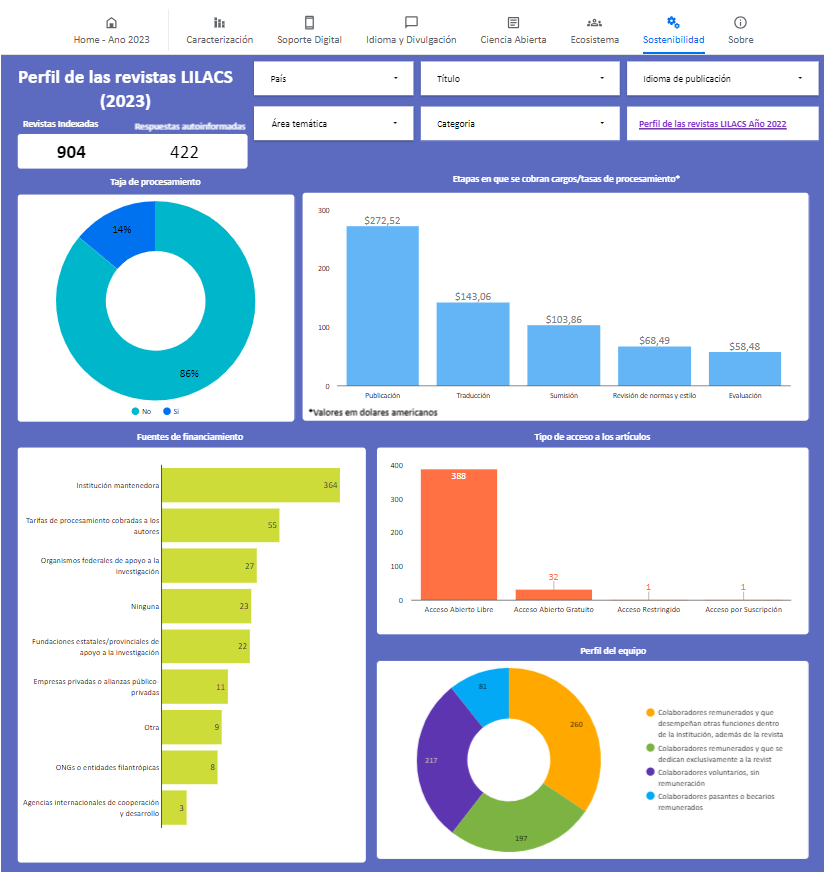 Home - Ano 2023
Caracterización
Soporte Digital
Idioma y Divulgación
Ciencia Abierta
Ecosistema
Sostenibilidad
Sobre
Perfil de las revistas LILACS
(2023)
Revistas Indexadas
Respuestas autoinformadas
904
422
País
Título
Idioma de publicación
Área temática
Categoria
Perfil de las revistas LILACS Año 2022
Taja de procesamiento
14%
86%
No
Si
Etapas en que se cobran cargos/tasas de procesamiento*
300
200
100
0
$272,52
$143,06
$103,86
$68,49
$58,48
Publicación
Traducción
Sumisión
Revisión de normas y estilo
Evaluación
*Valores em dolares americanos
Fuentes de financiamiento
Institución mantenedora
364
Tarifas de procesamiento cobradas a los
autores
55
Organismos federales de apoyo a la
investigación
27
Ninguna
23
Fundaciones estatales/provinciales de
apoyo a la investigación
22
Empresas privadas o alianzas público-
privadas
11
Otra
9
ONGs o entidades filantrópicas
8
Agencias internacionales de cooperación
y desarrollo
3
Tipo de acceso a los artículos
400
300
200
100
0
388
32
1
1
Acceso Abierto Libre
Acceso Abierto Gratuito
Acceso Restringido
Acceso por Suscripción
Perfil del equipo
81
260
217
197
Colaboradores remunerados y que
desempeñan otras funciones dentro
de la institución, además de la revista
Colaboradores remunerados y que se
dedican exclusivamente a la revist
Colaboradores voluntarios, sin
remuneración
Colaboradores pasantes o becarios
remunerados